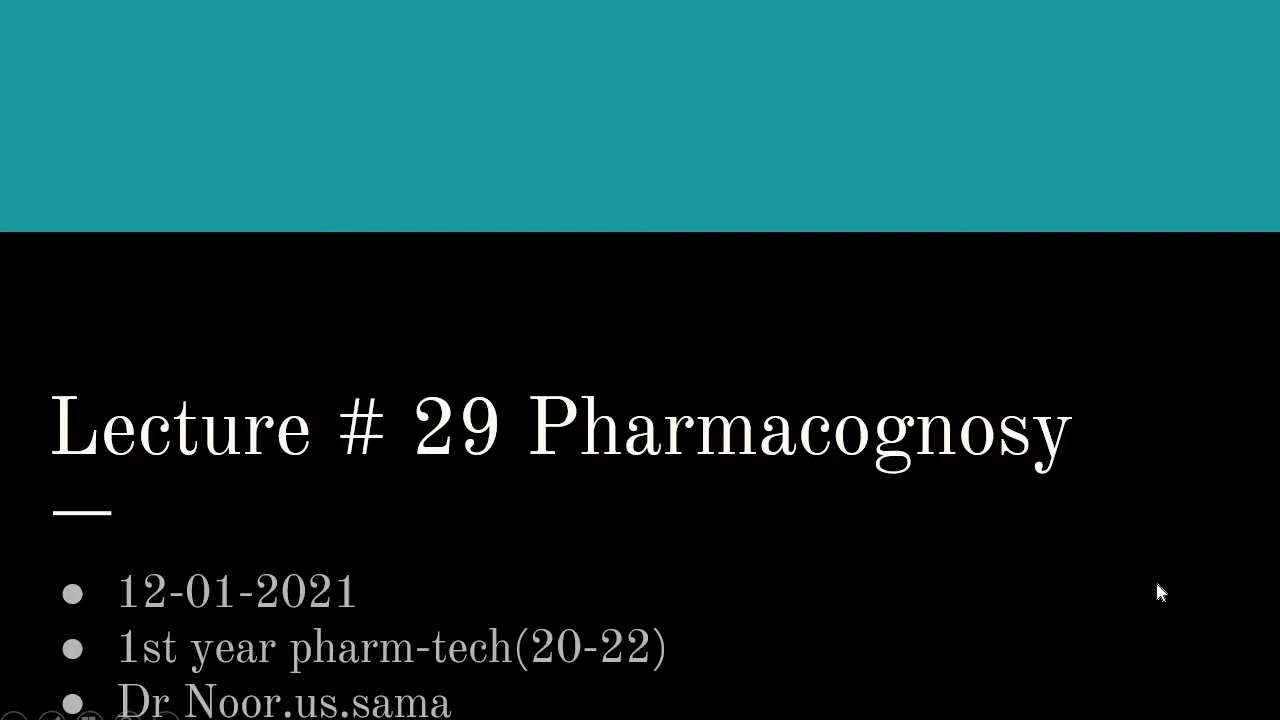 Lecture # 29 Pharmacognosy
● 12-01-2021
● 1st year pharm-tech(20-22)
● Dr Noor.us.sama